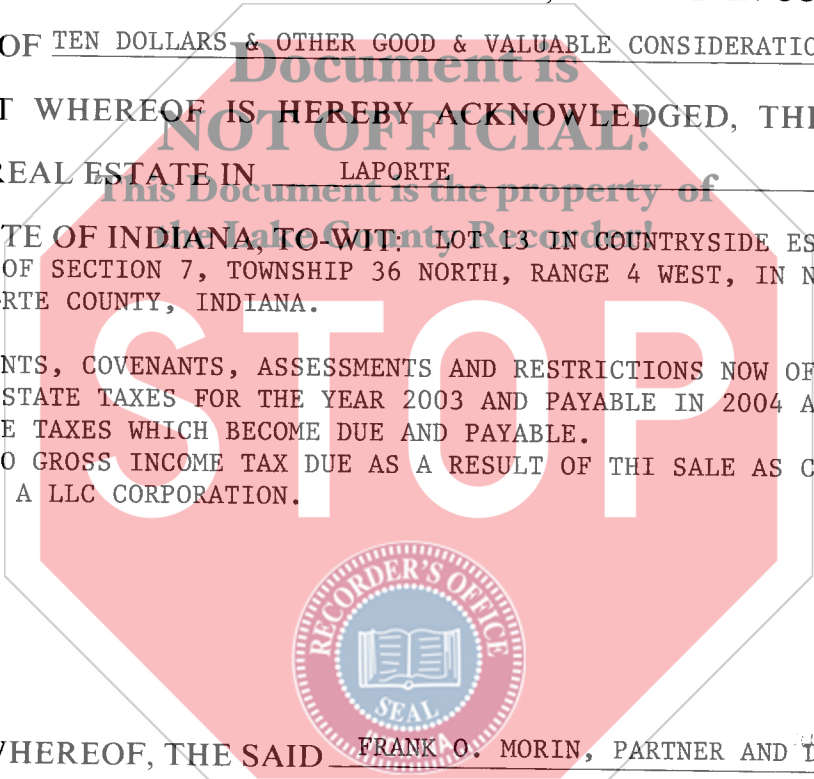 OF TEN DOLLARS & OTHER GOOD & VALUABLE CONSIDERATIO
Document is
T WHEREOF IS HEREBY ACKNOWLEDGED, THE
NOT OFFICIAL!
REAL ESTATE IN LAPORTE
This Document is the property of
the Lake County Recorder!
TE OF INDIANA, TO-WIT: LOT 13 IN COUNTRYSIDE ES
OF SECTION 7, TOWNSHIP 36 NORTH, RANGE 4 WEST, IN N
RTE COUNTY, INDIANA.
STOP
NTS, COVENANTS, ASSESSMENTS AND RESTRICTIONS NOW OF
STATE TAXES FOR THE YEAR 2003 AND PAYABLE IN 2004 A
E TAXES WHICH BECOME DUE AND PAYABLE.
O GROSS INCOME TAX DUE AS A RESULT OF THI SALE AS C
A LLC CORPORATION.
RECORDER'S OFFICE
SEAL
WHEREOF, THE SAID FRANK O. MORIN, PARTNER AND